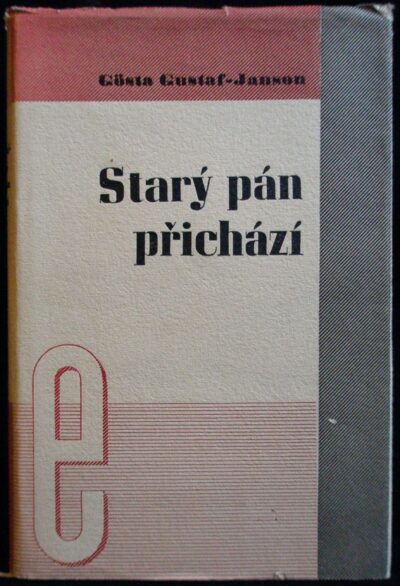 Gösta Gustaf-Janson
Starý pán
přichází
e